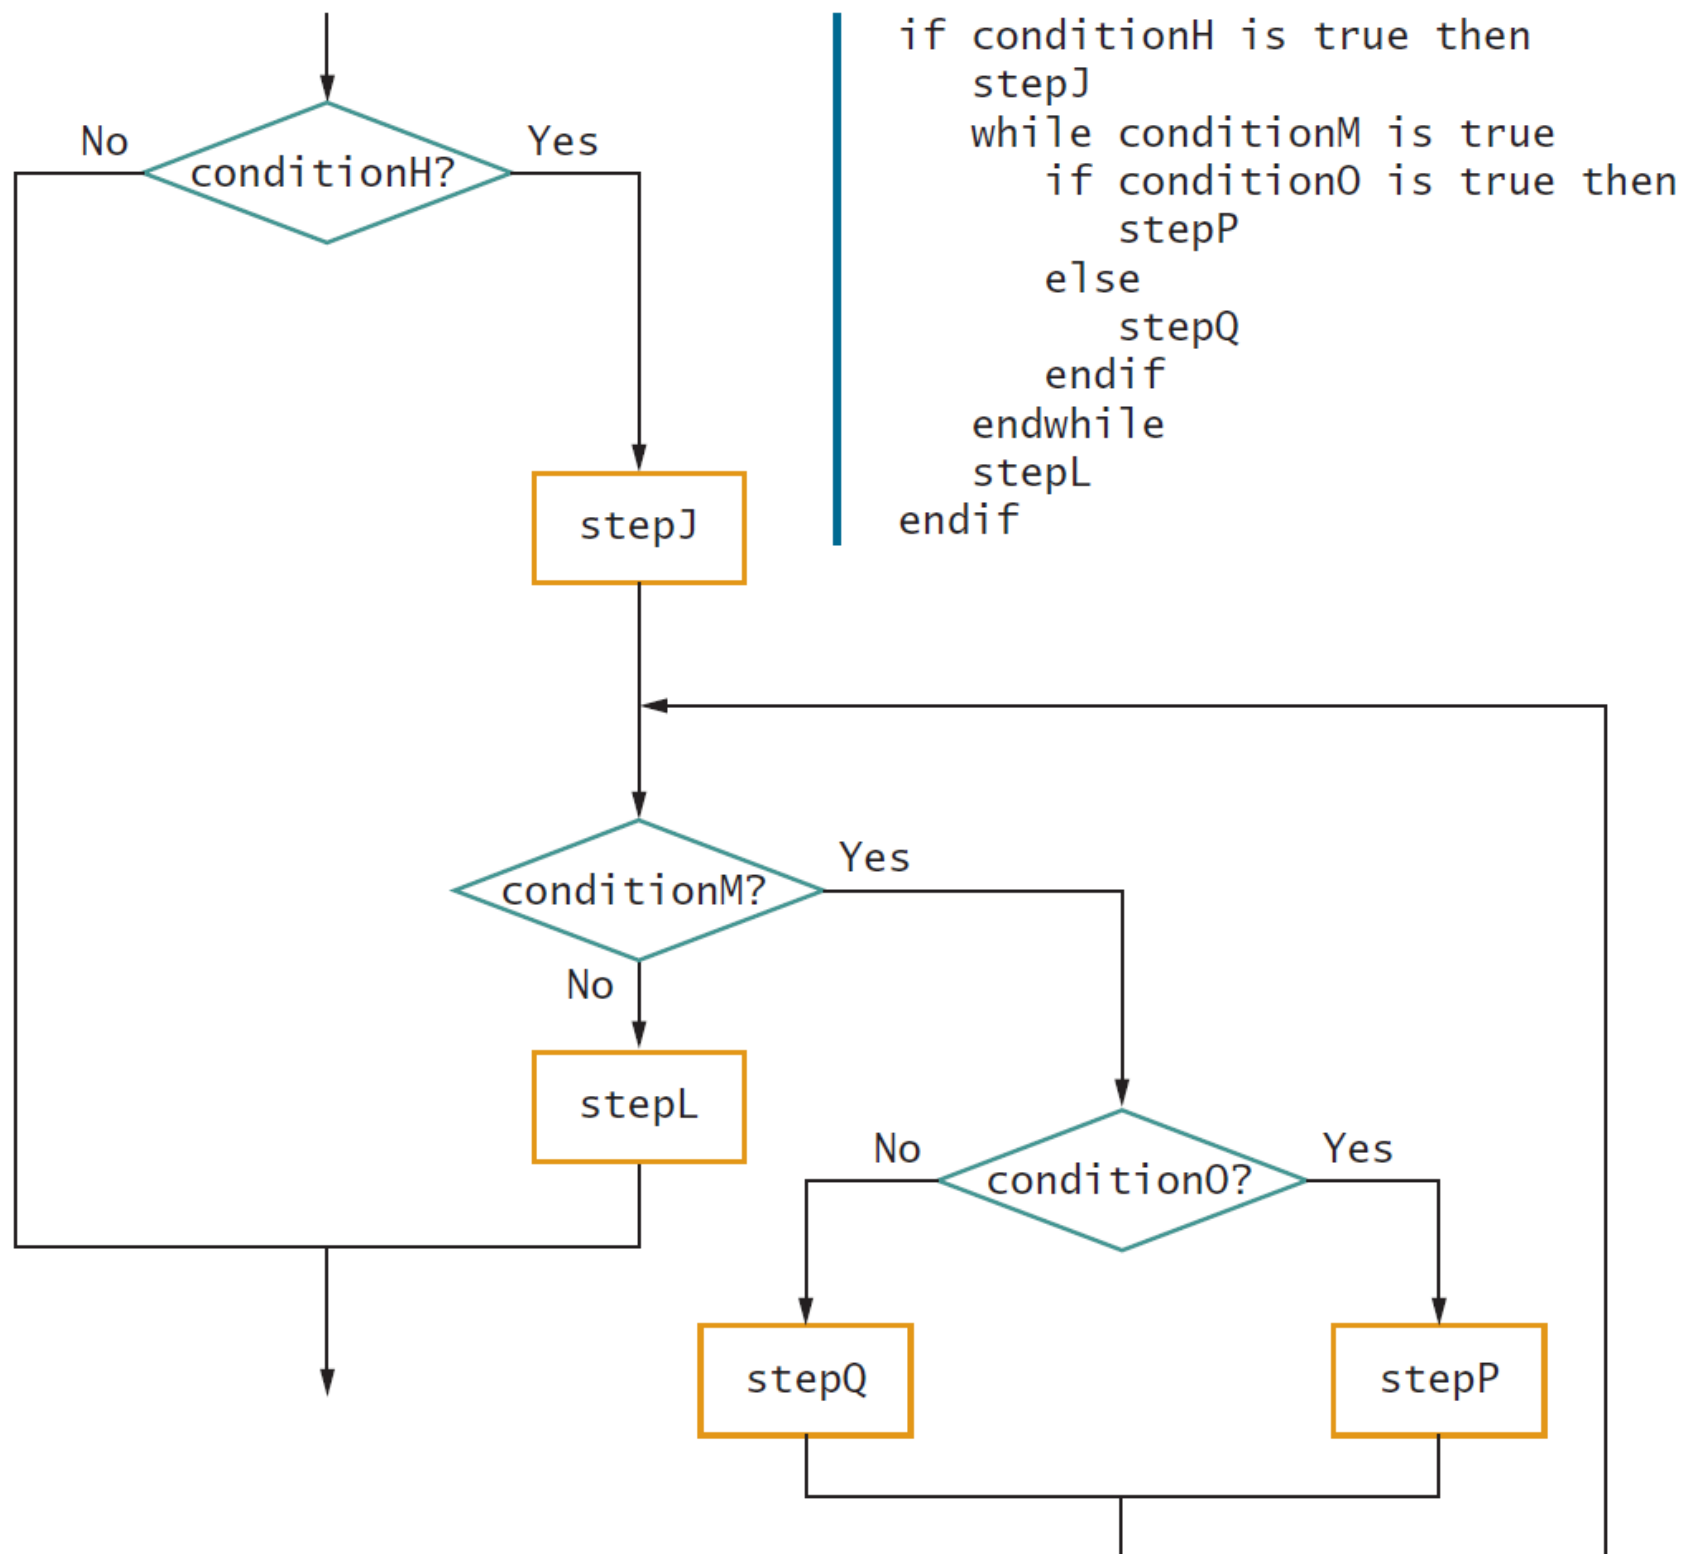 if conditionH is true then
stepJ
while conditionM is true
if conditionO is true then
stepP
else
stepQ
endif
endwhile
stepL
endif
No
Yes
conditionH?
stepJ
conditionM?
Yes
No
stepL
No
Yes
conditionO?
stepQ
stepP